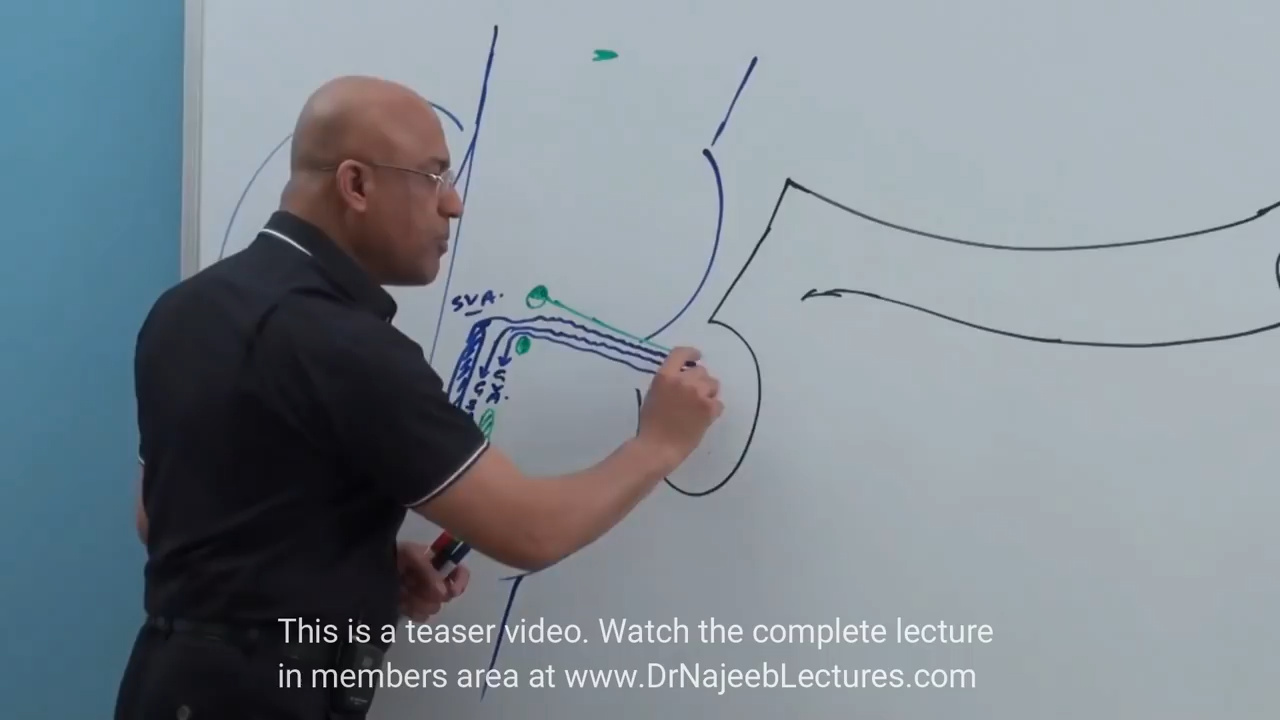 SVA.
This is a teaser video. Watch the complete lecture
in members area at www.DrNajeebLectures.com